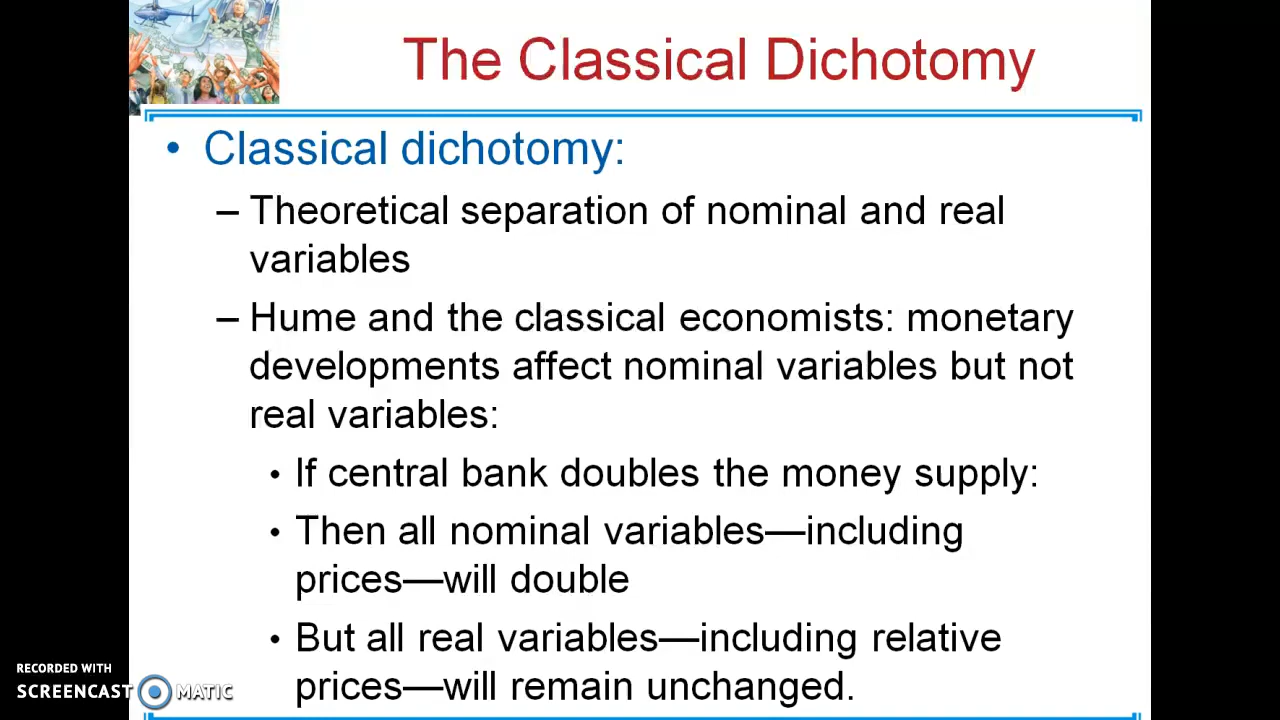 The Classical Dichotomy
• Classical dichotomy:
– Theoretical separation of nominal and real
variables
– Hume and the classical economists: monetary
developments affect nominal variables but not
real variables:
• If central bank doubles the money supply:
• Then all nominal variables—including
prices—will double
• But all real variables—including relative
prices—will remain unchanged.
RECORDED WITH
SCREENCAST MATIC